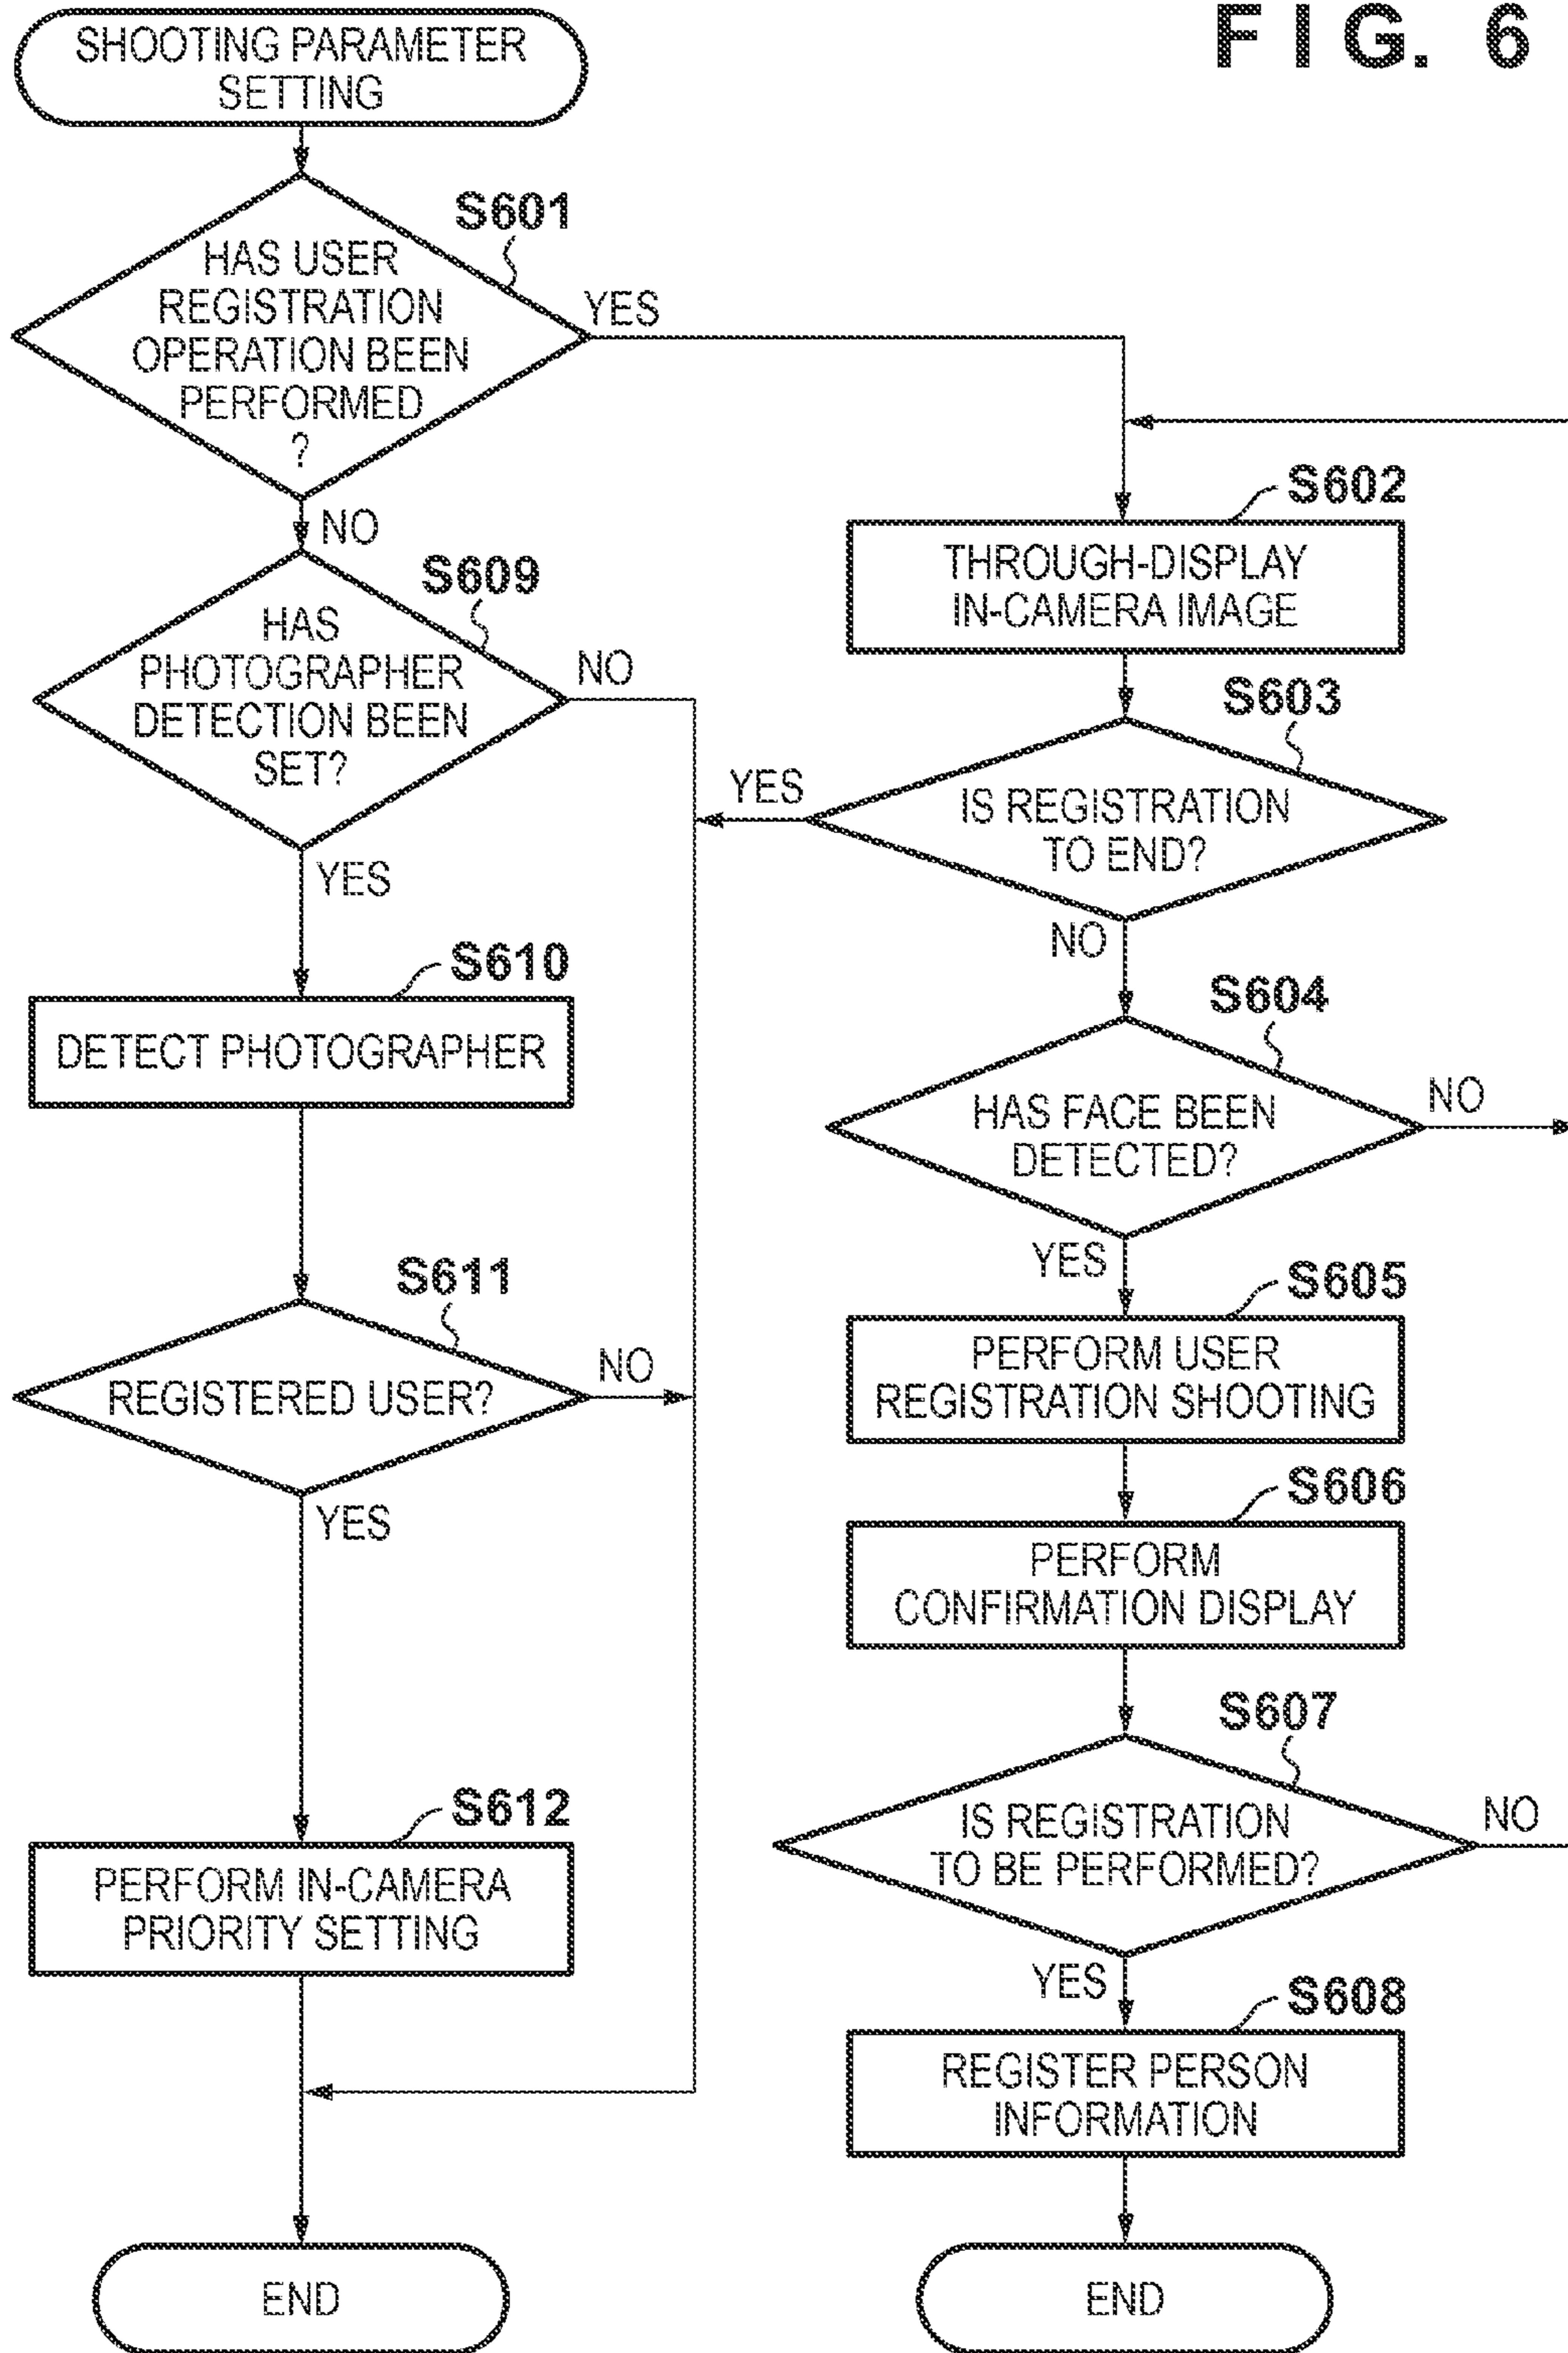 FIG. 6
SHOOTING PARAMETER
SETTING
S601
HAS USER
REGISTRATION
OPERATION BEEN
PERFORMED
?
YES
NO
S609
HAS
PHOTOGRAPHER
DETECTION BEEN
SET?
NO
YES
S610
DETECT PHOTOGRAPHER
S611
REGISTERED USER?
NO
YES
S612
PERFORM IN-CAMERA
PRIORITY SETTING
END
S602
THROUGH-DISPLAY
IN-CAMERA IMAGE
S603
IS REGISTRATION
TO END?
YES
NO
S604
HAS FACE BEEN
DETECTED?
NO
YES
S605
PERFORM USER
REGISTRATION SHOOTING
S606
PERFORM
CONFIRMATION DISPLAY
S607
IS REGISTRATION
TO BE PERFORMED?
NO
YES
S608
REGISTER PERSON
INFORMATION
END